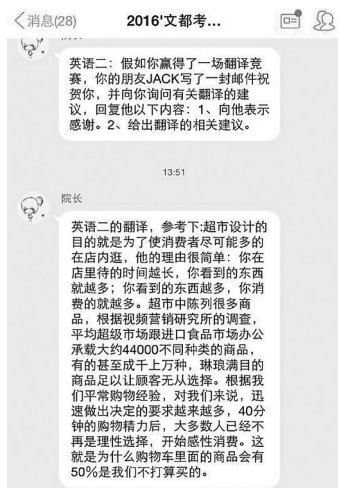 消息(28)
2016'文都考...
英语二：假如你赢得了一场翻译竞
赛，你的朋友JACK写了一封邮件祝
贺你，并向你询问有关翻译的建
议，回复他以下内容：1、向他表示
感谢。2、给出翻译的相关建议。
13:51
院长
英语二的翻译，参考下:超市设计的
目的就是为了使消费者尽可能多的
在店内逛，他的理由很简单：你在
店里待的时间越长，你看到的东西
就越多；你看到的东西越多，你消
费的就越多。超市中陈列很多商
品，根据视频营销研究所的调查，
平均超级市场跟进口食品市场办公
承载大约44000不同种类的商品，
有的甚至成千上万种，琳琅满目的
商品足以让顾客无从选择。根据我
们平常购物经验，对我们来说，迅
速做出决定的要求越来越多，40分
钟的购物精力后，大多数人已经不
再是理性选择，开始感性消费。这
就是为什么购物车里面的商品会有
50%是我们不打算买的。